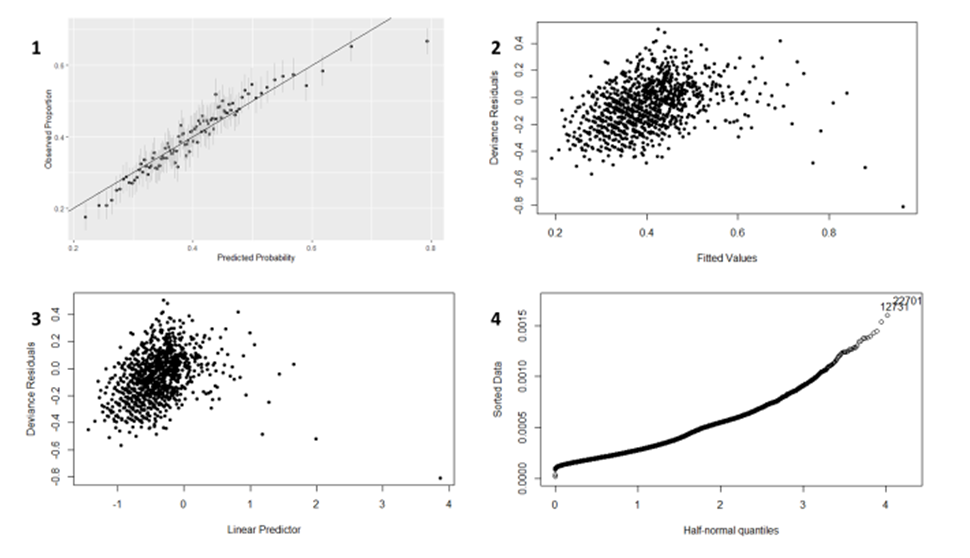 1
Observed Proportion
0.6
0.4
0.2
0.2 0.4 0.6 0.8
Predicted Probability
2
Deviance Residuals
0.4
0.2
0.0
-0.2
-0.4
-0.6
-0.8
0.2 0.4 0.6 0.8
Fitted Values
3
Deviance Residuals
0.4
0.2
0.0
-0.2
-0.4
-0.6
-0.8
-1 0 1 2 3 4
Linear Predictor
4
Sorted Data
0.0015
0.0010
0.0005
0.0000
22701
12731
0 1 2 3 4
Half-normal quantiles